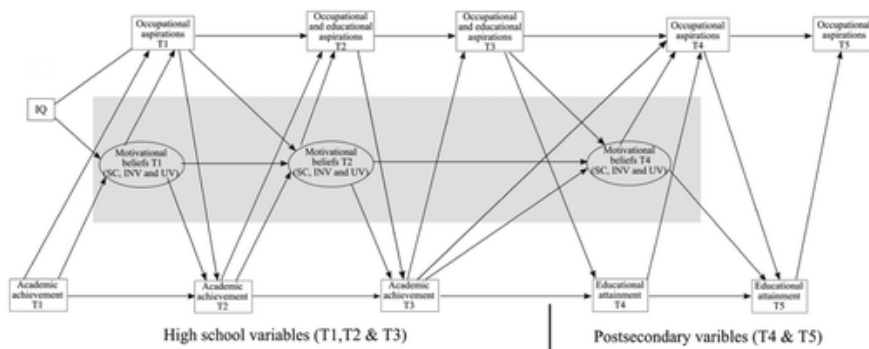 Occupational
aspirations
T1
Occupational
and educational
aspirations
T2
Occupational
and educational
aspirations
T3
Occupational
aspirations
T4
Occupational
aspirations
T5
IQ
Motivational
beliefs T1
(SC, INV and UV)
Motivational
beliefs T2
(SC, INV and UV)
Motivational
beliefs T4
(SC, INV and UV)
Academic
achievement
T1
Academic
achievement
T2
Academic
achievement
T3
Educational
attainment
T4
Educational
attainment
T5
High school variables (T1,T2 & T3)
Postsecondary varibles (T4 & T5)